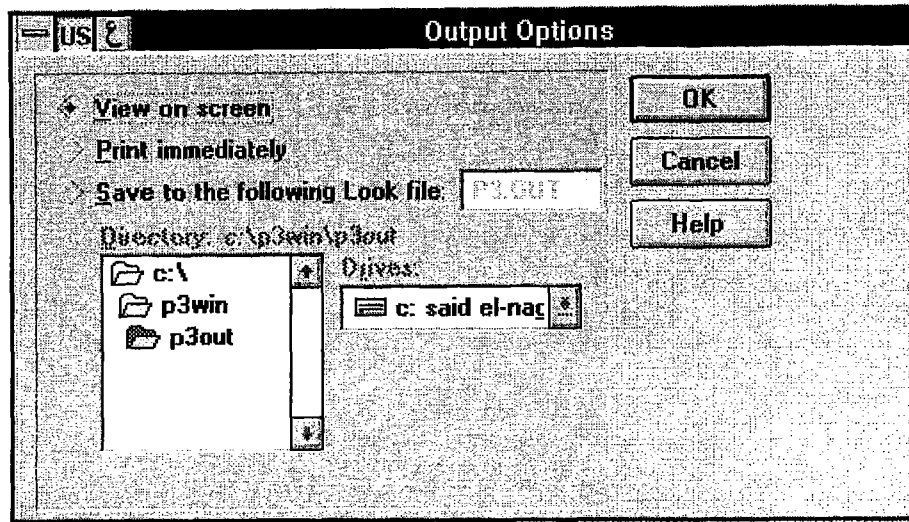 US Output Options
View on screen
Print immediately
Save to the following Look file: P3.OUT
Directory: c:\p3win\p3out
c:\
p3win
p3out
Drives:
c: said el-nag
OK
Cancel
Help